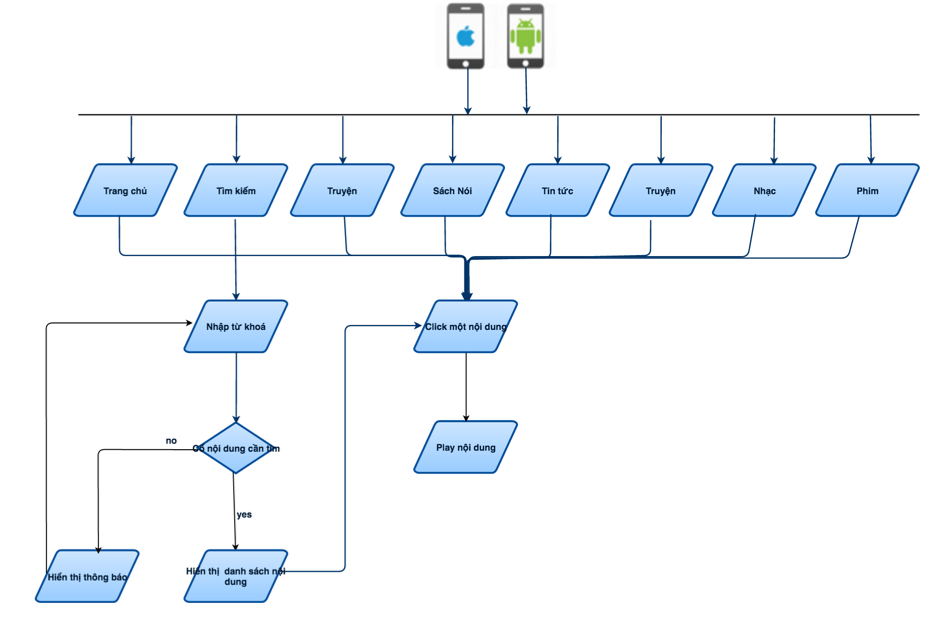 Trang chủ
Tìm kiếm
Truyện
Sách Nói
Tin tức
Truyện
Nhạc
Phim
Nhập từ khoá
Click một nội dung
no
Có nội dung cần tìm
Play nội dung
yes
Hiển thị thông báo
Hiển thị danh sách nội
dung